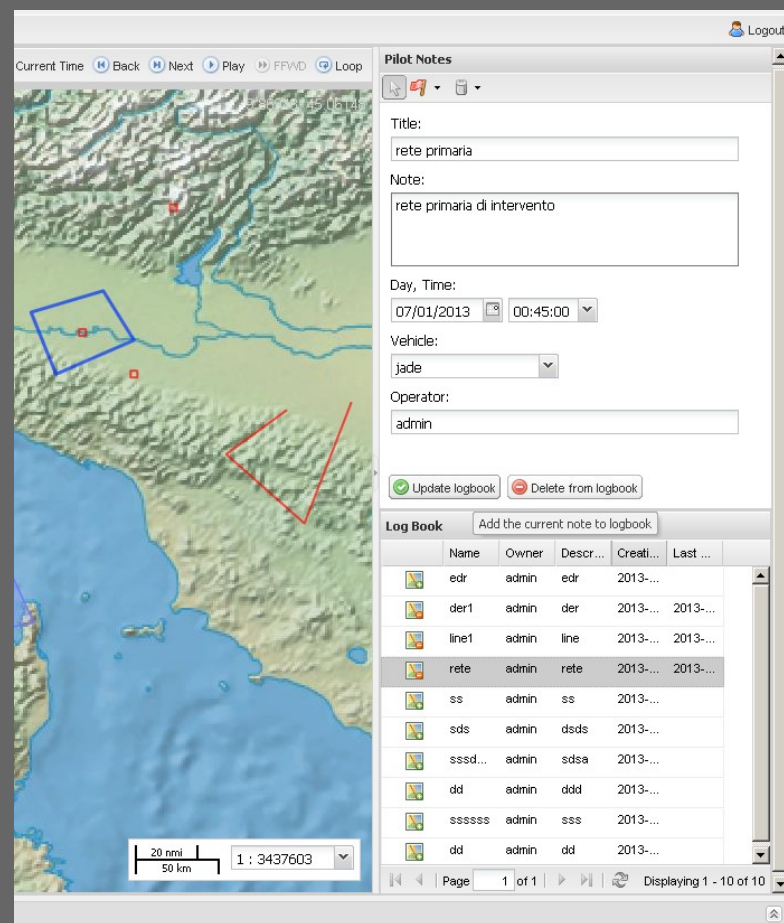 Logout
Current Time Back Next Play FFWD Loop
Pilot Notes
Title:
rete primaria
Note:
rete primaria di intervento
Day, Time:
07/01/2013 00:45:00
Vehicle:
jade
Operator:
admin
Update logbook Delete from logbook
Log Book
Add the current note to logbook
Name Owner Descr... Creati... Last ...
edr admin edr 2013-...
der1 admin der 2013-... 2013-...
line1 admin line 2013-... 2013-...
rete admin rete 2013-... 2013-...
ss admin ss 2013-...
sds admin dsds 2013-...
sssd... admin sdsa 2013-...
dd admin ddd 2013-...
ssssss admin sss 2013-...
dd admin dd 2013-...
20 nmi
50 km
1 : 3437603
Page 1 of 1 Displaying 1 - 10 of 10